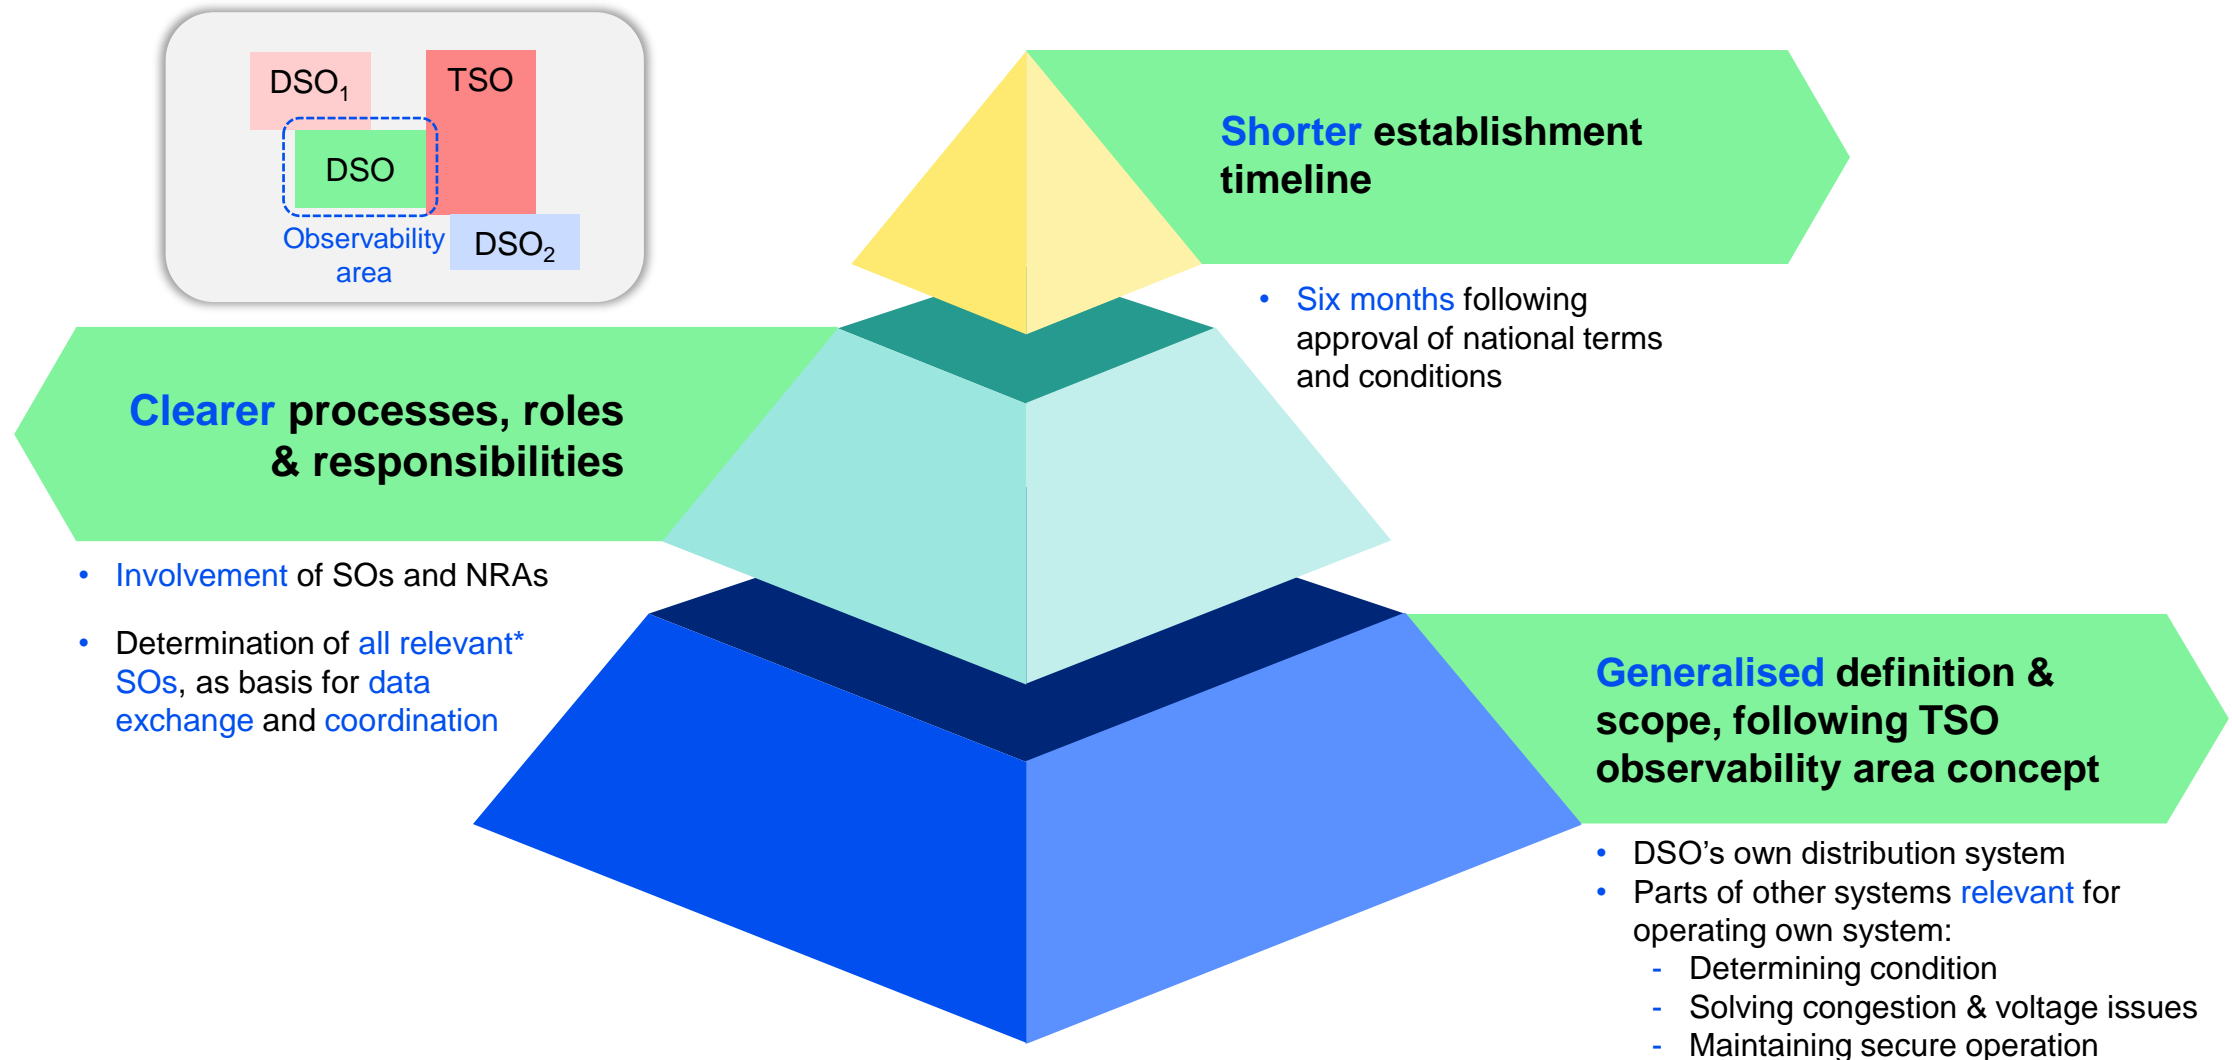 DSO₁
TSO
DSO
Observability
area
DSO₂
Shorter establishment
timeline
• Six months following
approval of national terms
and conditions
Clearer processes, roles
& responsibilities
• Involvement of SOs and NRAs
• Determination of all relevant*
SOs, as basis for data
exchange and coordination
Generalised definition &
scope, following TSO
observability area concept
• DSO’s own distribution system
• Parts of other systems relevant for
operating own system:
- Determining condition
- Solving congestion & voltage issues
- Maintaining secure operation